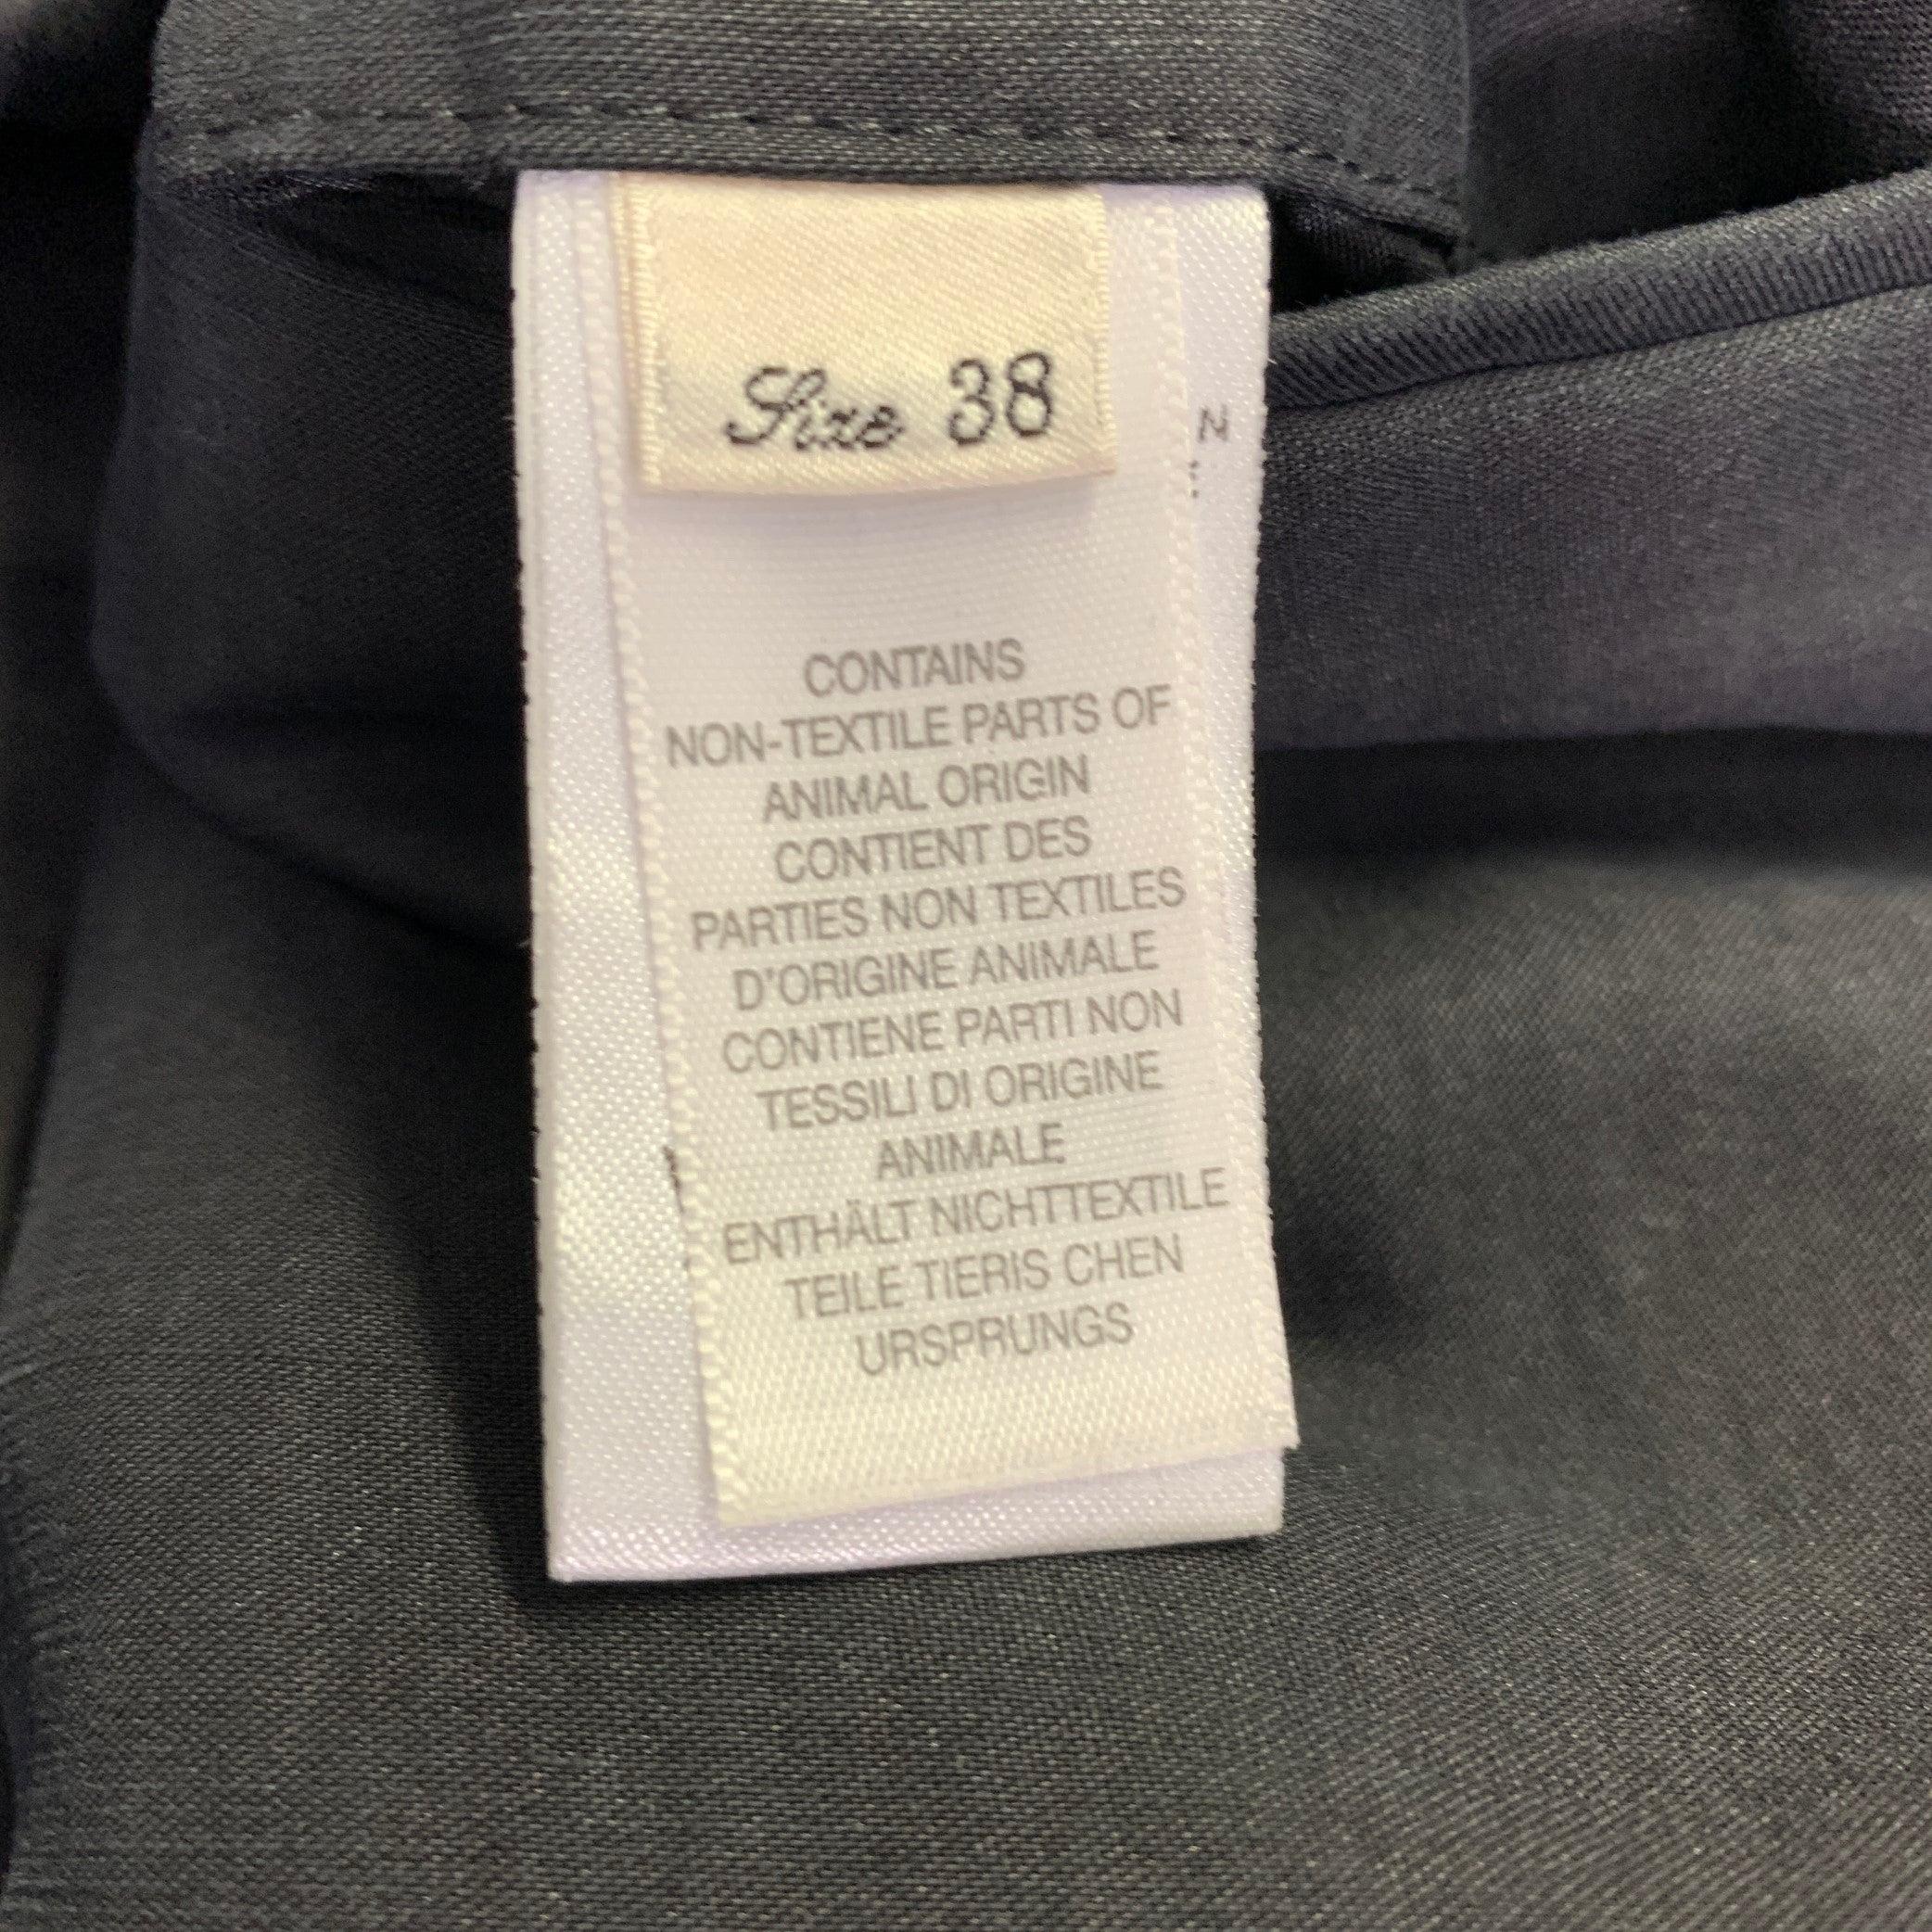 Size 38
N
CONTAINS
NON-TEXTILE PARTS OF
ANIMAL ORIGIN
CONTIENT DES
PARTIES NON TEXTILES
D'ORIGINE ANIMALE
CONTIENE PARTI NON
TESSILI DI ORIGINE
ANIMALE
ENTHÄLT NICHTTEXTILE
TEILE TIERIS CHEN
URSPRUNGS